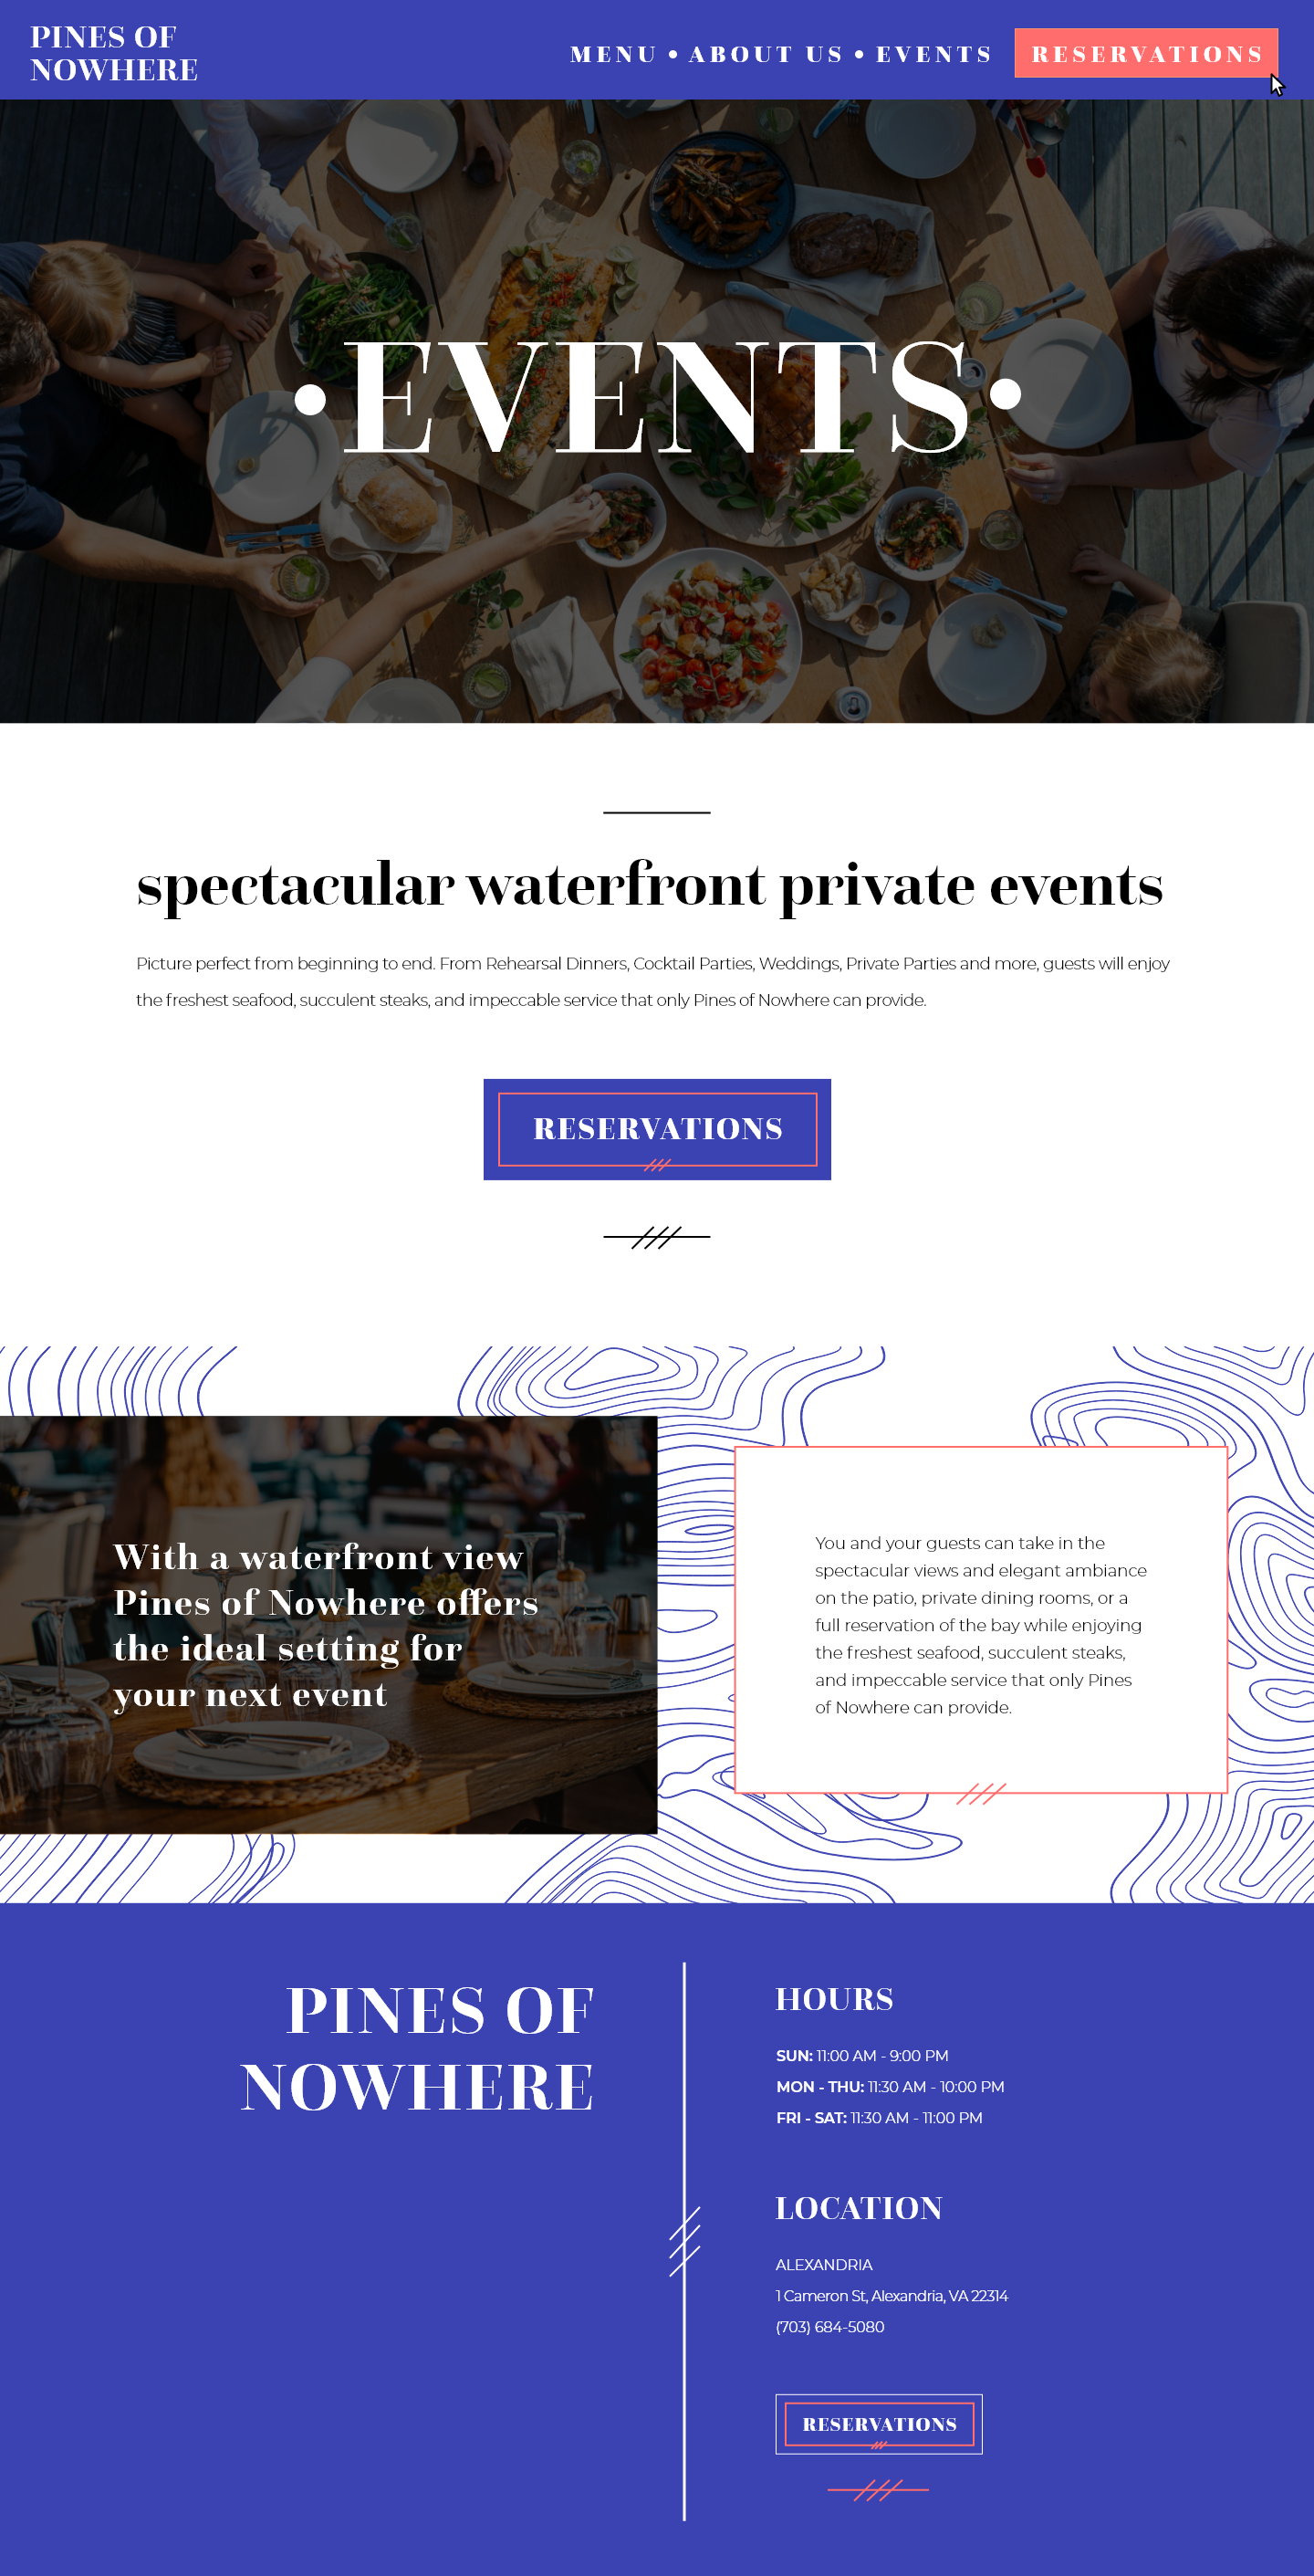 PINES OF
NOWHERE
MENU • ABOUT US • EVENTS
RESERVATIONS
•EVENTS•
spectacular waterfront private events
Picture perfect from beginning to end. From Rehearsal Dinners, Cocktail Parties, Weddings, Private Parties and more, guests will enjoy
the freshest seafood, succulent steaks, and impeccable service that only Pines of Nowhere can provide.
RESERVATIONS
With a waterfront view
Pines of Nowhere offers
the ideal setting for
your next event
You and your guests can take in the
spectacular views and elegant ambiance
on the patio, private dining rooms, or a
full reservation of the bay while enjoying
the freshest seafood, succulent steaks,
and impeccable service that only Pines
of Nowhere can provide.
PINES OF
NOWHERE
HOURS
SUN: 11:00 AM - 9:00 PM
MON - THU: 11:30 AM - 10:00 PM
FRI - SAT: 11:30 AM - 11:00 PM
LOCATION
ALEXANDRIA
1 Cameron St, Alexandria, VA 22314
(703) 684-5080
RESERVATIONS